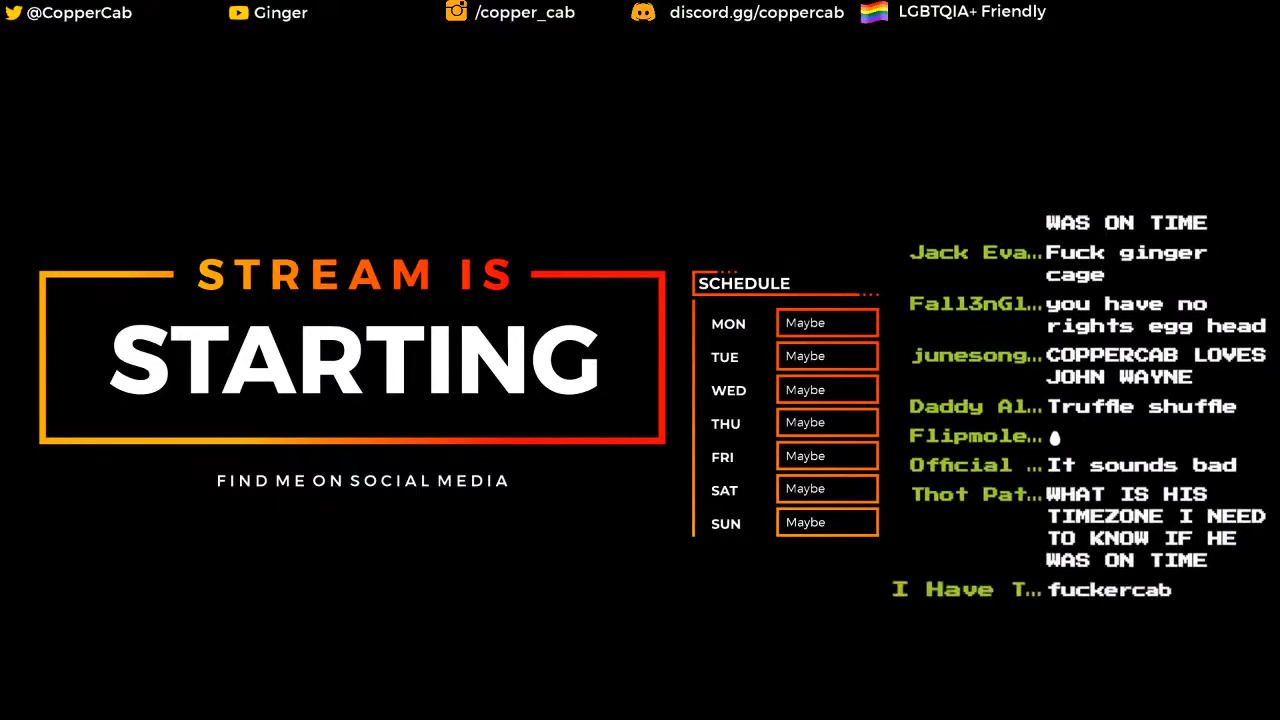 @CopperCab
Ginger
/copper_cab
discord.gg/coppercab
LGBTQIA+ Friendly
STREAM IS
STARTING
FIND ME ON SOCIAL MEDIA
SCHEDULE
MON Maybe
TUE Maybe
WED Maybe
THU Maybe
FRI Maybe
SAT Maybe
SUN Maybe
WAS ON TIME
Jack Eva... Fuck ginger
cage
Fall3nGl... you have no
rights egg head
junesong... COPPERCAB LOVES
JOHN WAYNE
Daddy Al... Truffle shuffle
Flipmole...
Official ... It sounds bad
Thot Pat... WHAT IS HIS
TIMEZONE I NEED
TO KNOW IF HE
WAS ON TIME
I Have T... fuckercab